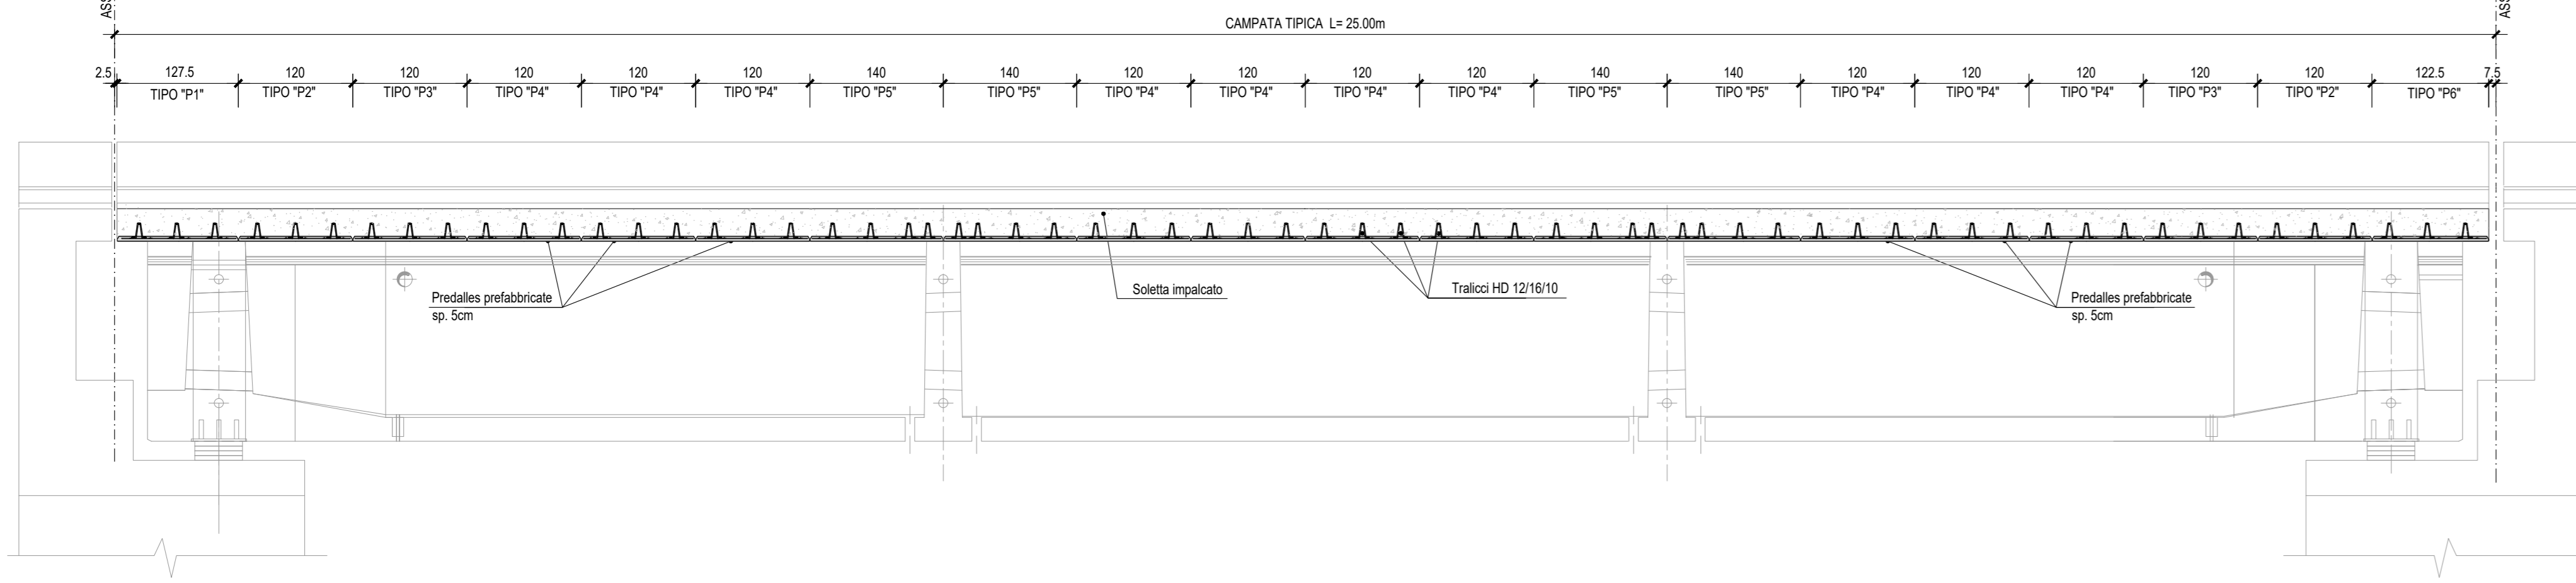 CAMPATA TIPICA L= 25.00m
2.5 127.5 120 120 120 120 120 140 140 120 120 120 120 140 140 120 120 120 120 120 122.5 7.5
TIPO "P1" TIPO "P2" TIPO "P3" TIPO "P4" TIPO "P4" TIPO "P4" TIPO "P5" TIPO "P5" TIPO "P4" TIPO "P4" TIPO "P4" TIPO "P4" TIPO "P5" TIPO "P5" TIPO "P4" TIPO "P4" TIPO "P4" TIPO "P3" TIPO "P2" TIPO "P6"
Predalles prefabbricate
sp. 5cm
Soletta impalcato
Tralicci HD 12/16/10
Predalles prefabbricate
sp. 5cm